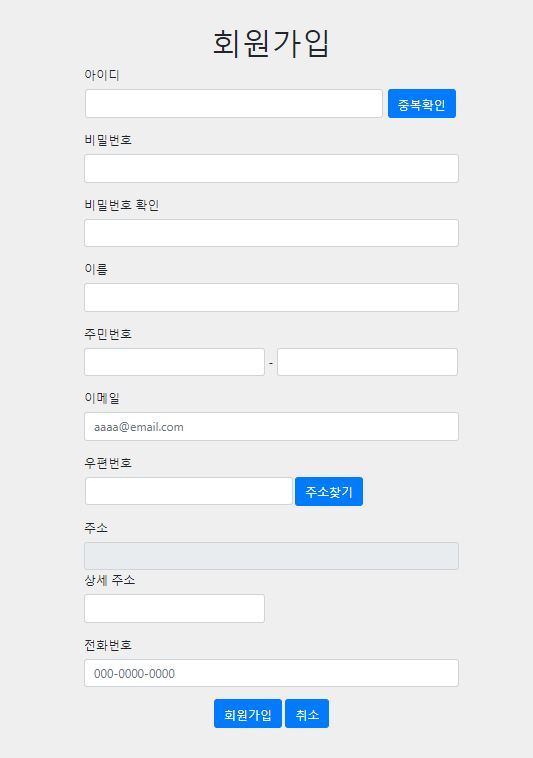 회원가입
아이디
중복확인
비밀번호
비밀번호 확인
이름
주민번호
-
이메일
aaaa@email.com
우편번호
주소찾기
주소
상세 주소
전화번호
000-0000-0000
회원가입 취소